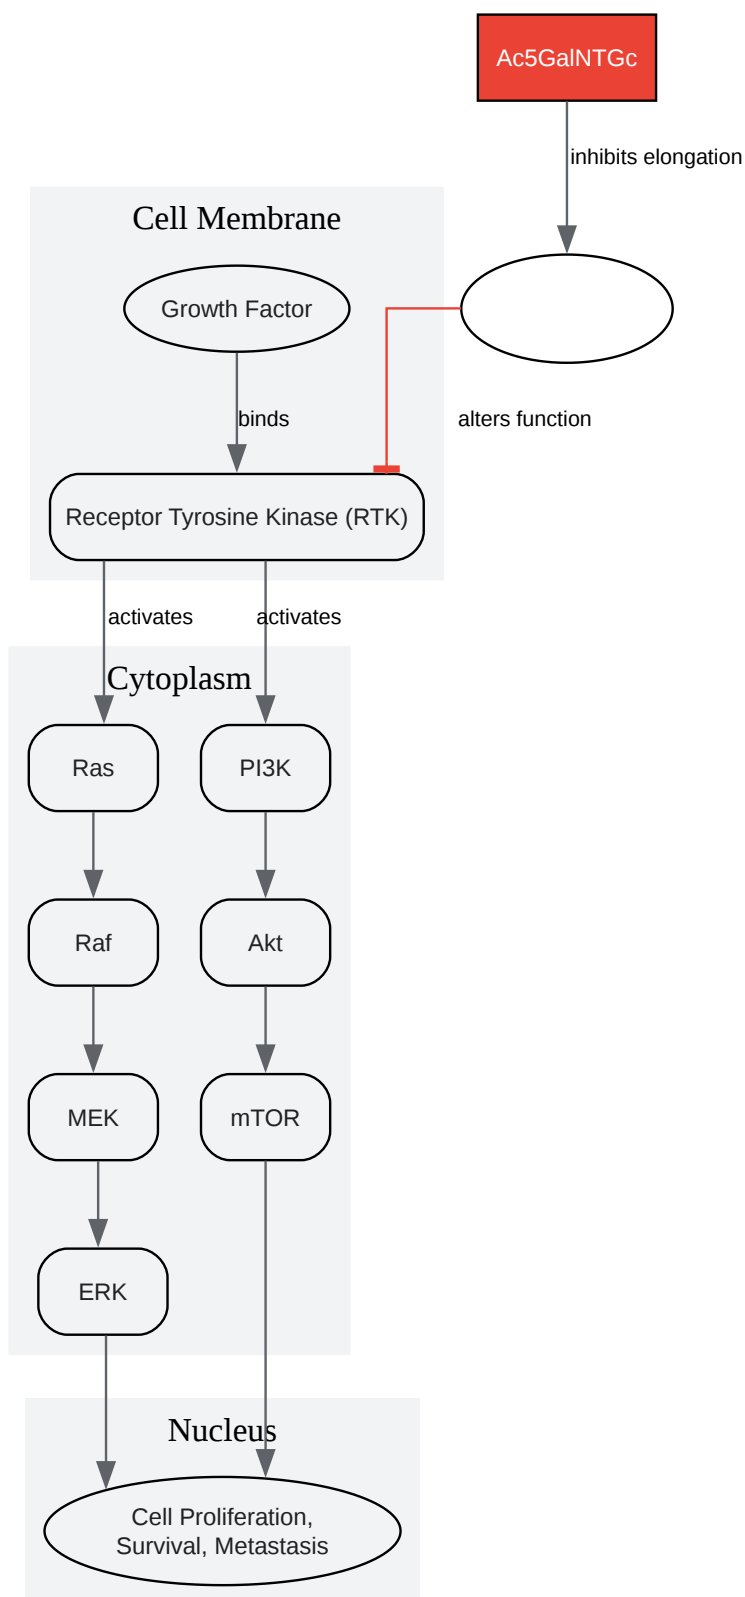 Ac5GalNTGc
inhibits elongation
Cell Membrane
Growth Factor
binds
alters function
Receptor Tyrosine Kinase (RTK)
activates
activates
Cytoplasm
Ras
PI3K
Raf
Akt
MEK
mTOR
ERK
Nucleus
Cell Proliferation,
Survival, Metastasis